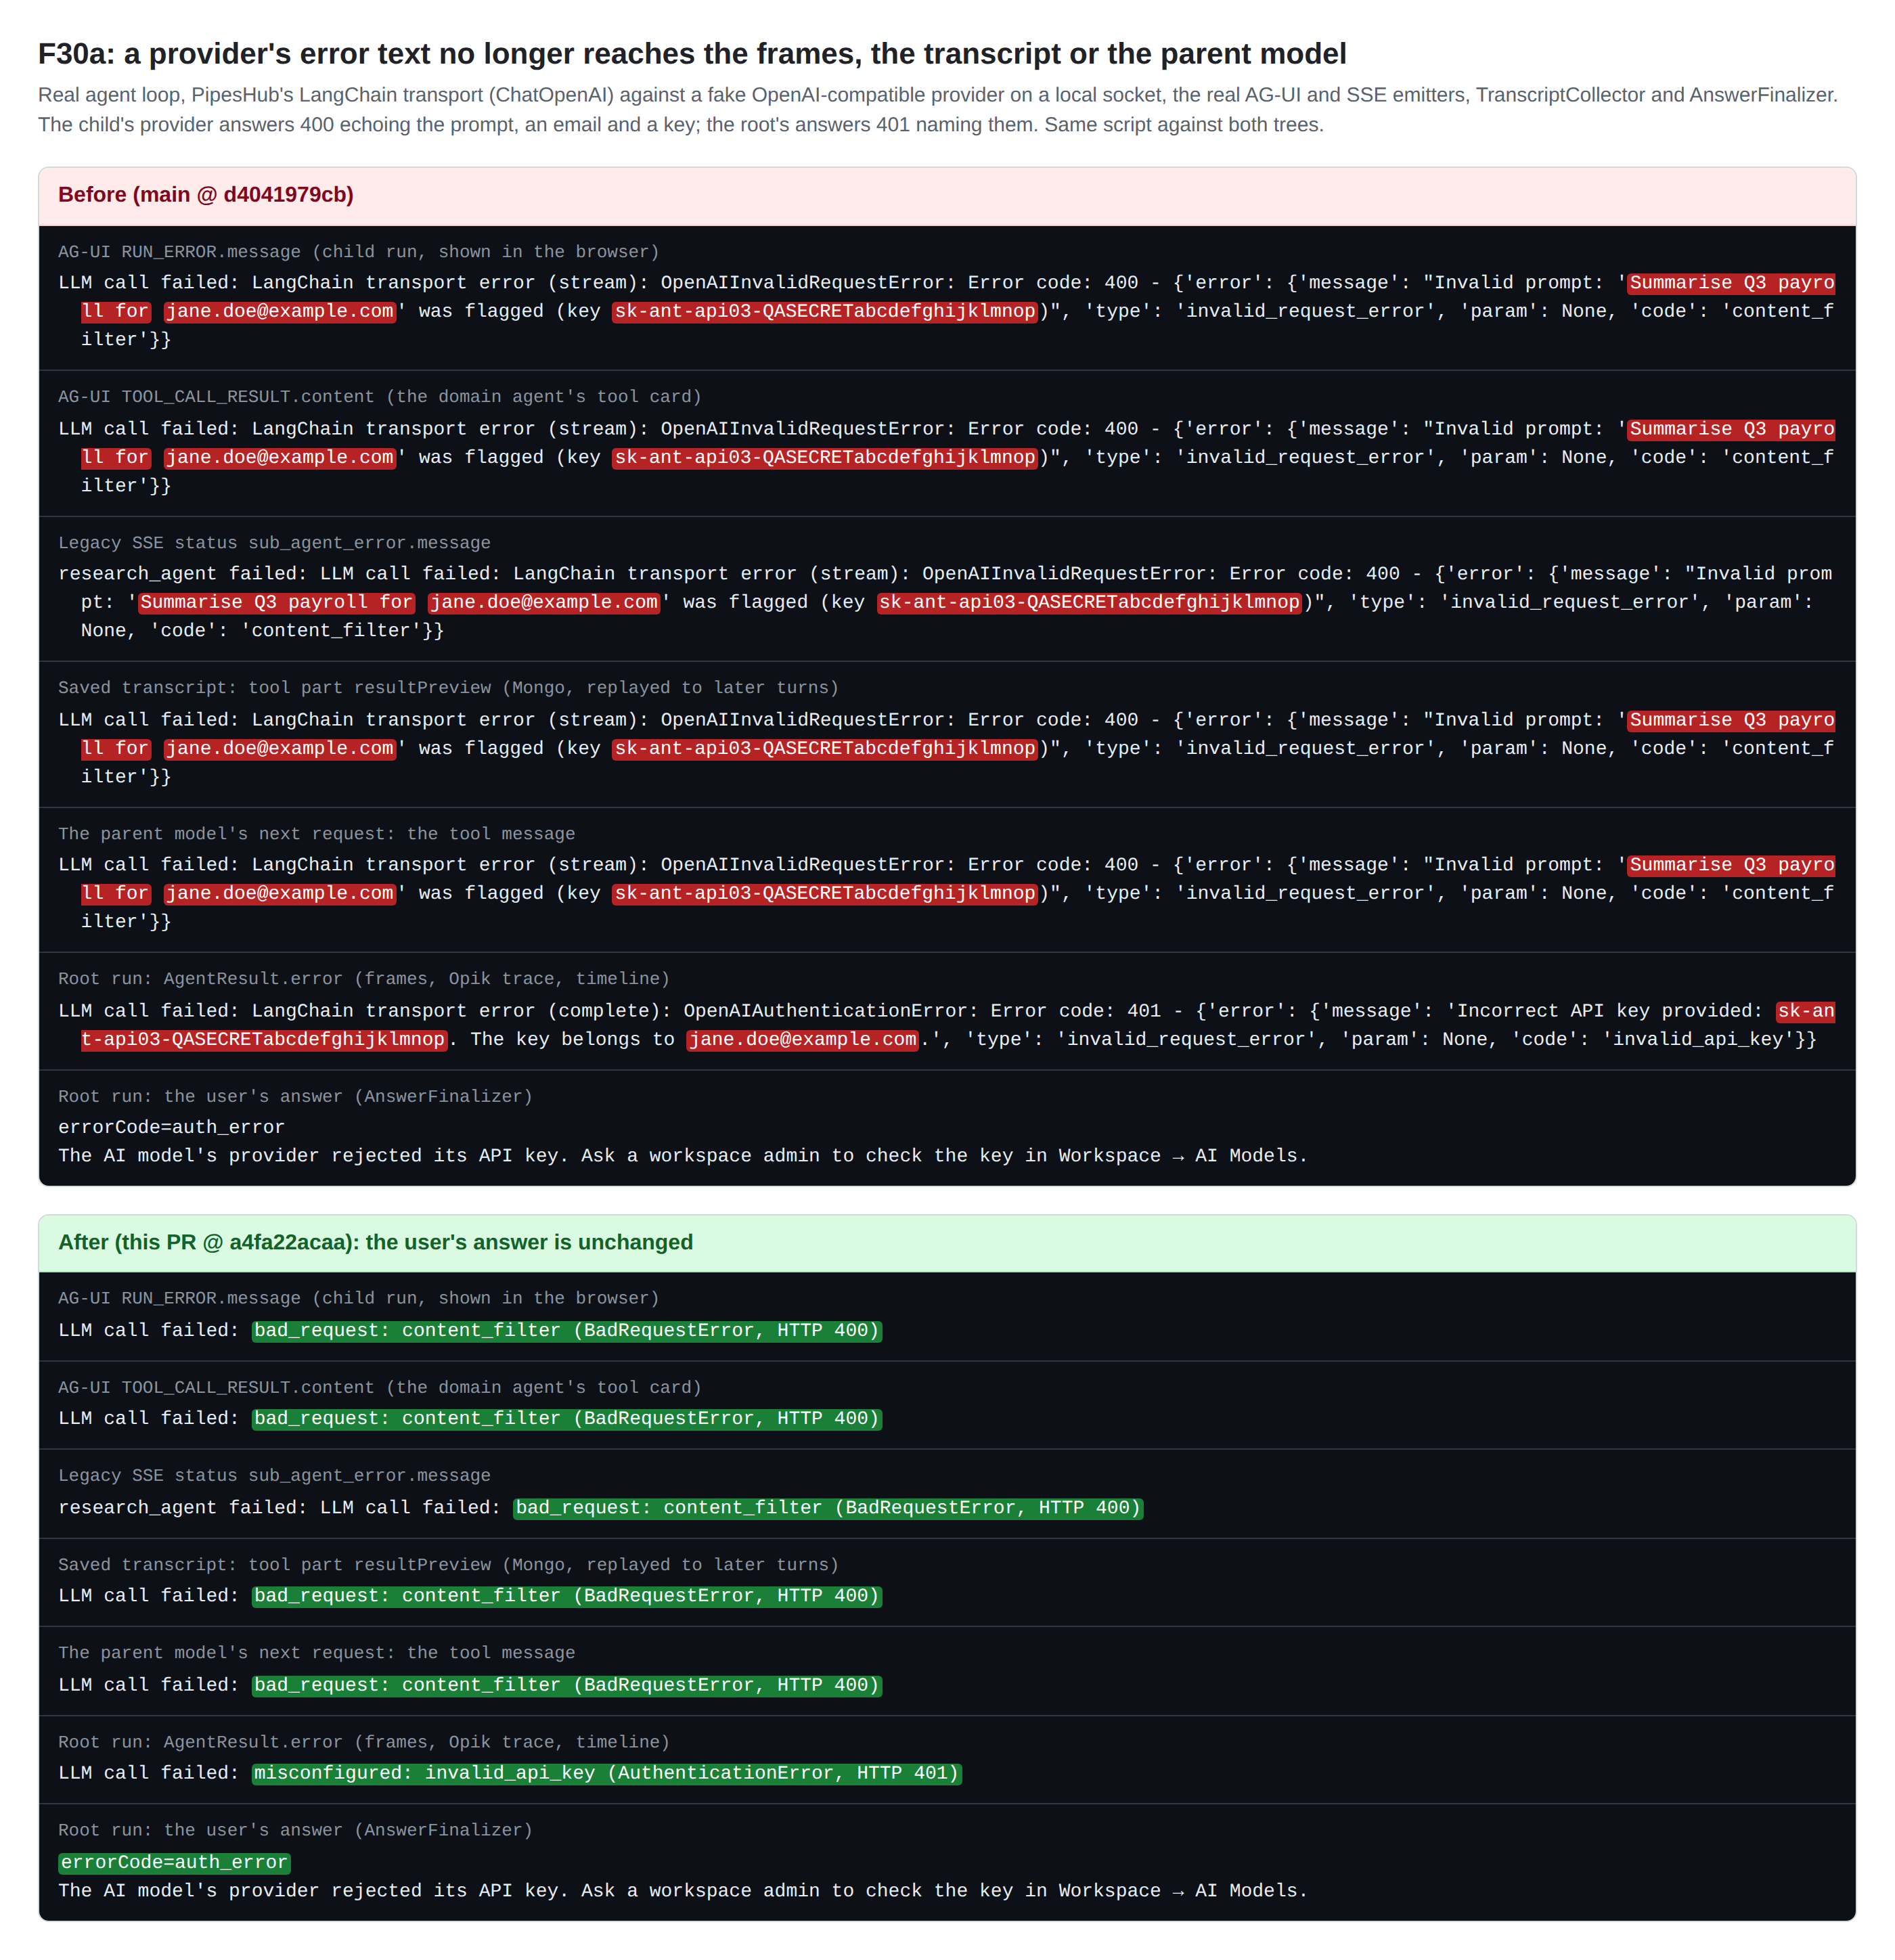 F30a: a provider's error text no longer reaches the frames, the transcript or the parent model
Real agent loop, PipesHub's LangChain transport (ChatOpenAI) against a fake OpenAI-compatible provider on a local socket, the real AG-UI and SSE emitters, TranscriptCollector and AnswerFinalizer.
The child's provider answers 400 echoing the prompt, an email and a key; the root's answers 401 naming them. Same script against both trees.
Before (main @ d4041979cb)
AG-UI RUN_ERROR.message (child run, shown in the browser)
LLM call failed: LangChain transport error (stream): OpenAIInvalidRequestError: Error code: 400 - {'error': {'message': "Invalid prompt: 'Summarise Q3 payro
ll for jane.doe@example.com' was flagged (key sk-ant-api03-QASECRETabcdefghijklmnop)", 'type': 'invalid_request_error', 'param': None, 'code': 'content_f
ilter'}}
AG-UI TOOL_CALL_RESULT.content (the domain agent's tool card)
LLM call failed: LangChain transport error (stream): OpenAIInvalidRequestError: Error code: 400 - {'error': {'message': "Invalid prompt: 'Summarise Q3 payro
ll for jane.doe@example.com' was flagged (key sk-ant-api03-QASECRETabcdefghijklmnop)", 'type': 'invalid_request_error', 'param': None, 'code': 'content_f
ilter'}}
Legacy SSE status sub_agent_error.message
research_agent failed: LLM call failed: LangChain transport error (stream): OpenAIInvalidRequestError: Error code: 400 - {'error': {'message': "Invalid prom
pt: 'Summarise Q3 payroll for jane.doe@example.com' was flagged (key sk-ant-api03-QASECRETabcdefghijklmnop)", 'type': 'invalid_request_error', 'param':
None, 'code': 'content_filter'}}
Saved transcript: tool part resultPreview (Mongo, replayed to later turns)
LLM call failed: LangChain transport error (stream): OpenAIInvalidRequestError: Error code: 400 - {'error': {'message': "Invalid prompt: 'Summarise Q3 payro
ll for jane.doe@example.com' was flagged (key sk-ant-api03-QASECRETabcdefghijklmnop)", 'type': 'invalid_request_error', 'param': None, 'code': 'content_f
ilter'}}
The parent model's next request: the tool message
LLM call failed: LangChain transport error (stream): OpenAIInvalidRequestError: Error code: 400 - {'error': {'message': "Invalid prompt: 'Summarise Q3 payro
ll for jane.doe@example.com' was flagged (key sk-ant-api03-QASECRETabcdefghijklmnop)", 'type': 'invalid_request_error', 'param': None, 'code': 'content_f
ilter'}}
Root run: AgentResult.error (frames, Opik trace, timeline)
LLM call failed: LangChain transport error (complete): OpenAIAuthenticationError: Error code: 401 - {'error': {'message': 'Incorrect API key provided: sk-an
t-api03-QASECRETabcdefghijklmnop. The key belongs to jane.doe@example.com.', 'type': 'invalid_request_error', 'param': None, 'code': 'invalid_api_key'}}
Root run: the user's answer (AnswerFinalizer)
errorCode=auth_error
The AI model's provider rejected its API key. Ask a workspace admin to check the key in Workspace → AI Models.
After (this PR @ a4fa22acaa): the user's answer is unchanged
AG-UI RUN_ERROR.message (child run, shown in the browser)
LLM call failed: bad_request: content_filter (BadRequestError, HTTP 400)
AG-UI TOOL_CALL_RESULT.content (the domain agent's tool card)
LLM call failed: bad_request: content_filter (BadRequestError, HTTP 400)
Legacy SSE status sub_agent_error.message
research_agent failed: LLM call failed: bad_request: content_filter (BadRequestError, HTTP 400)
Saved transcript: tool part resultPreview (Mongo, replayed to later turns)
LLM call failed: bad_request: content_filter (BadRequestError, HTTP 400)
The parent model's next request: the tool message
LLM call failed: bad_request: content_filter (BadRequestError, HTTP 400)
Root run: AgentResult.error (frames, Opik trace, timeline)
LLM call failed: misconfigured: invalid_api_key (AuthenticationError, HTTP 401)
Root run: the user's answer (AnswerFinalizer)
errorCode=auth_error
The AI model's provider rejected its API key. Ask a workspace admin to check the key in Workspace → AI Models.